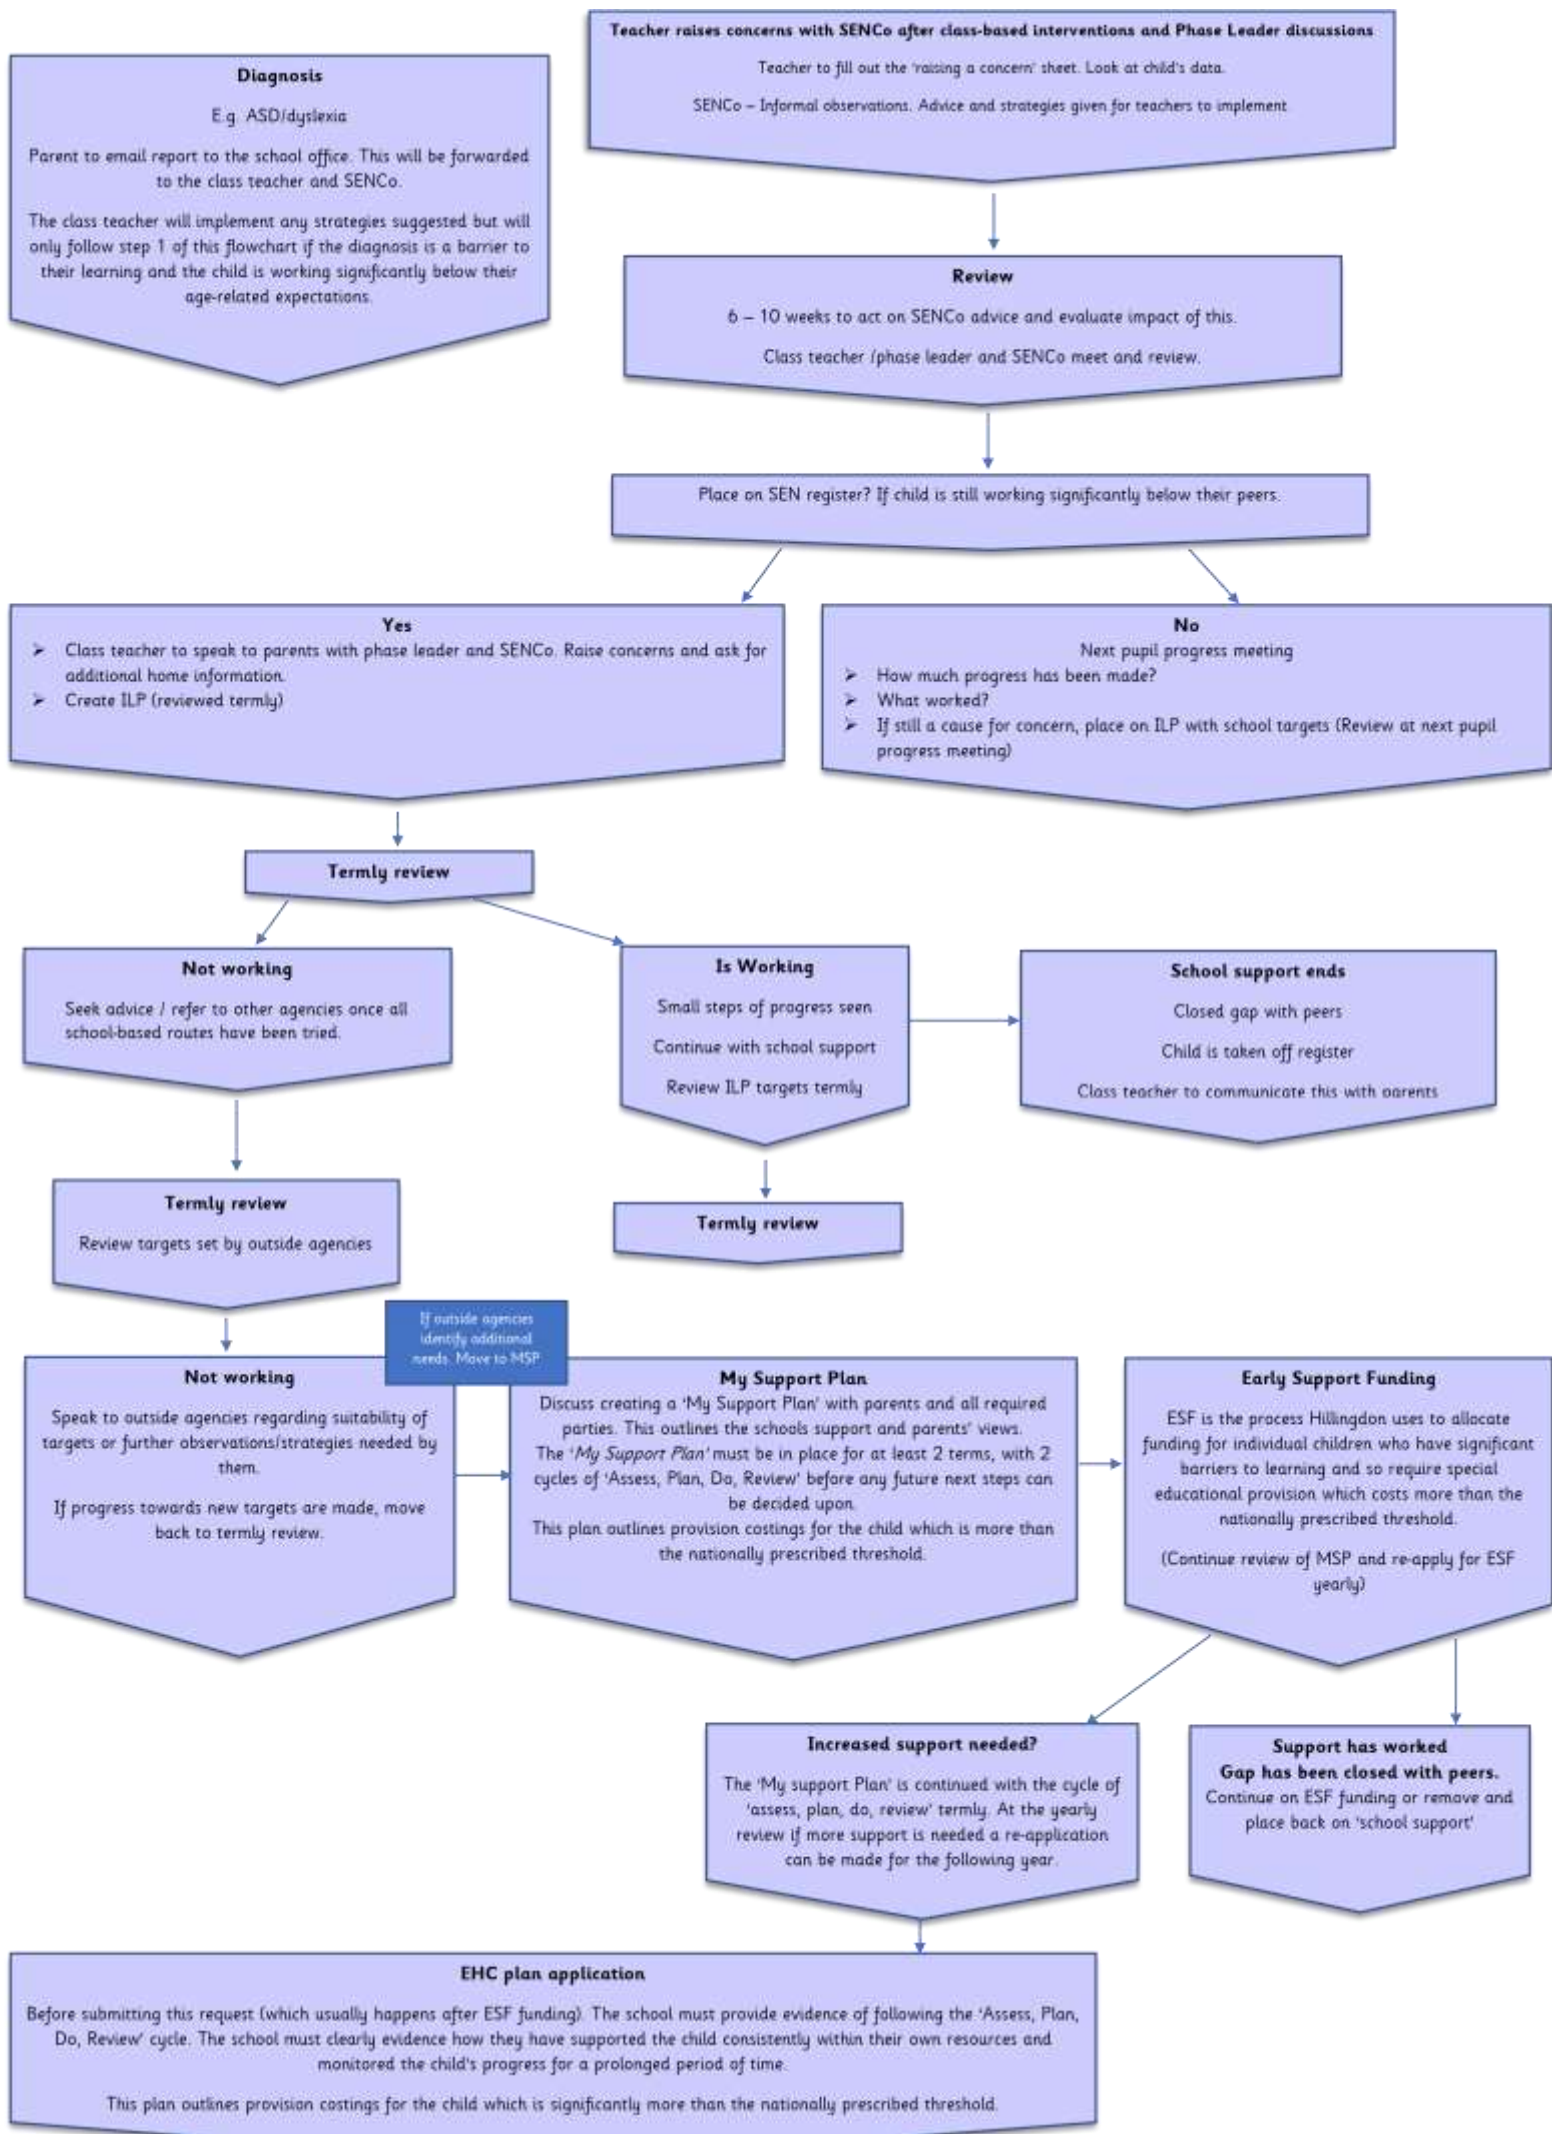 Teacher raises concerns with SENCo after class-based interventions and Phase Leader discussions
Teacher to fill out the 'raising a concern' sheet. Look at child's data.
SENCo – Informal observations. Advice and strategies given for teachers to implement
Diagnosis
E.g. ASD/dyslexia
Parent to email report to the school office. This will be forwarded
to the class teacher and SENCo.
The class teacher will implement any strategies suggested but will
only follow step 1 of this flowchart if the diagnosis is a barrier to
their learning and the child is working significantly below their
age-related expectations.
Review
6 – 10 weeks to act on SENCo advice and evaluate impact of this.
Class teacher /phase leader and SENCo meet and review.
Place on SEN register? If child is still working significantly below their peers.
Yes
➤ Class teacher to speak to parents with phase leader and SENCo. Raise concerns and ask for
additional home information.
➤ Create ILP (reviewed termly)
No
Next pupil progress meeting
➤ How much progress has been made?
➤ What worked?
➤ If still a cause for concern, place on ILP with school targets (Review at next pupil
progress meeting)
Termly review
Not working
Seek advice / refer to other agencies once all
school-based routes have been tried.
Is Working
Small steps of progress seen
Continue with school support
Review ILP targets termly
School support ends
Closed gap with peers
Child is taken off register
Class teacher to communicate this with parents
Termly review
Review targets set by outside agencies
Termly review
If outside agencies
identify additional
needs. Move to MSP
Not working
Speak to outside agencies regarding suitability of
targets or further observations/strategies needed by
them.
If progress towards new targets are made, move
back to termly review.
My Support Plan
Discuss creating a 'My Support Plan' with parents and all required
parties. This outlines the schools support and parents' views.
The 'My Support Plan' must be in place for at least 2 terms, with 2
cycles of 'Assess, Plan, Do, Review' before any future next steps can
be decided upon.
This plan outlines provision costings for the child which is more than
the nationally prescribed threshold.
Early Support Funding
ESF is the process Hillingdon uses to allocate
funding for individual children who have significant
barriers to learning and so require special
educational provision which costs more than the
nationally prescribed threshold.
(Continue review of MSP and re-apply for ESF
yearly)
Increased support needed?
The 'My support Plan' is continued with the cycle of
'assess, plan, do, review' termly. At the yearly
review if more support is needed a re-application
can be made for the following year.
Support has worked
Gap has been closed with peers.
Continue on ESF funding or remove and
place back on 'school support'
EHC plan application
Before submitting this request (which usually happens after ESF funding). The school must provide evidence of following the 'Assess, Plan,
Do, Review' cycle. The school must clearly evidence how they have supported the child consistently within their own resources and
monitored the child's progress for a prolonged period of time.
This plan outlines provision costings for the child which is significantly more than the nationally prescribed threshold.